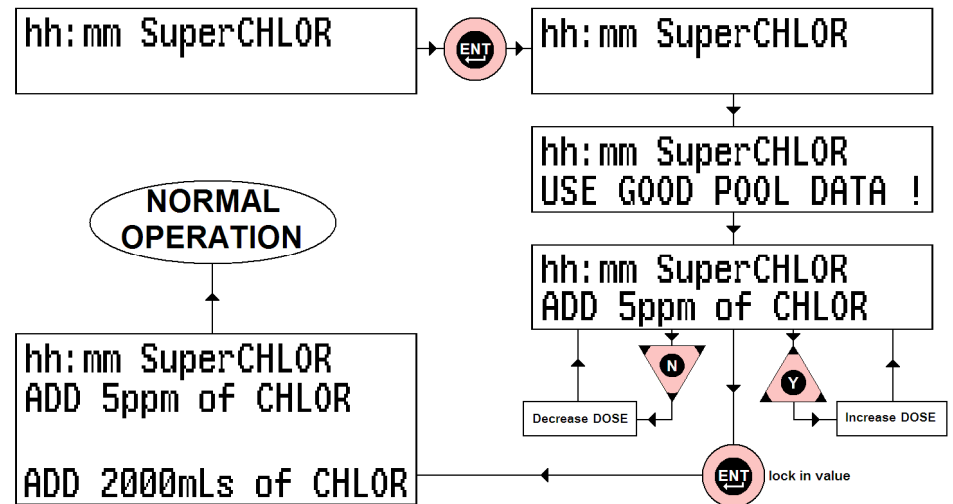 hh:mm SuperCHLOR
ENT
hh:mm SuperCHLOR
hh:mm SuperCHLOR
USE GOOD POOL DATA !
hh:mm SuperCHLOR
ADD 5ppm of CHLOR
N
Y
Decrease DOSE
Increase DOSE
ENT
lock in value
hh:mm SuperCHLOR
ADD 5ppm of CHLOR
ADD 2000mLs of CHLOR
NORMAL
OPERATION